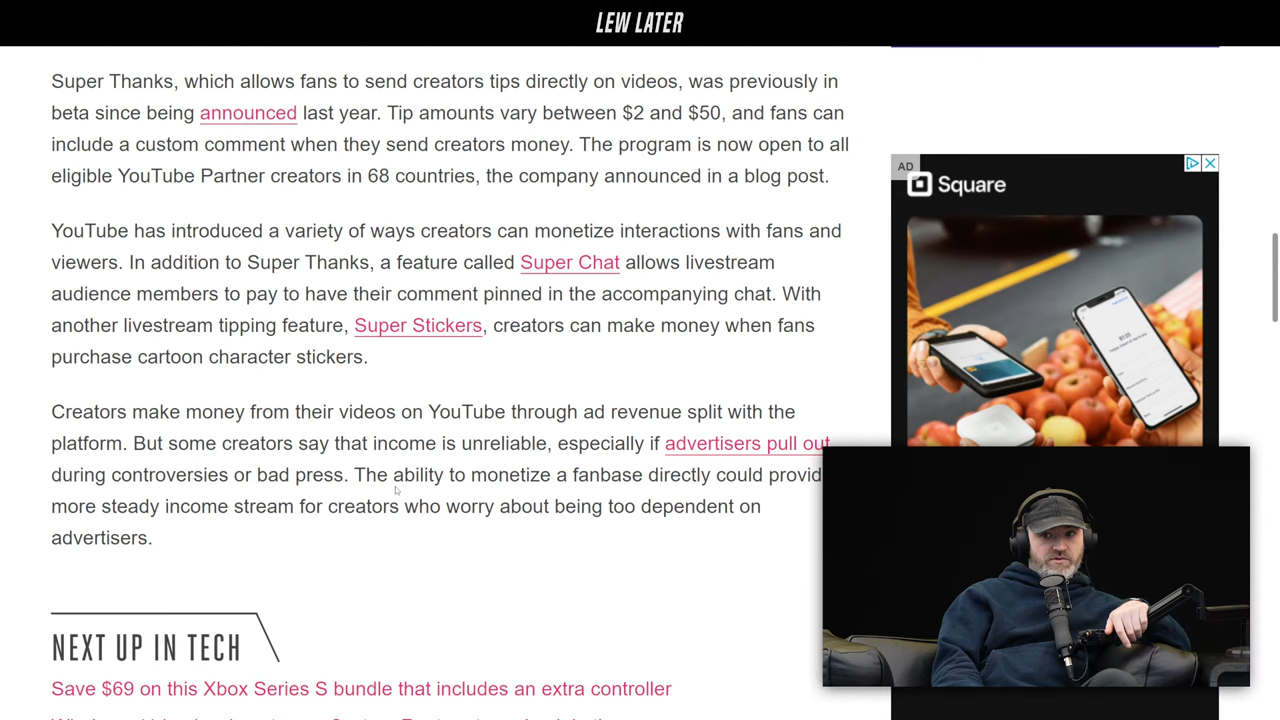 LEW LATER
Super Thanks, which allows fans to send creators tips directly on videos, was previously in
beta since being announced last year. Tip amounts vary between $2 and $50, and fans can
include a custom comment when they send creators money. The program is now open to all
eligible YouTube Partner creators in 68 countries, the company announced in a blog post.
YouTube has introduced a variety of ways creators can monetize interactions with fans and
viewers. In addition to Super Thanks, a feature called Super Chat allows livestream
audience members to pay to have their comment pinned in the accompanying chat. With
another livestream tipping feature, Super Stickers, creators can make money when fans
purchase cartoon character stickers.
Creators make money from their videos on YouTube through ad revenue split with the
platform. But some creators say that income is unreliable, especially if advertisers pull out
during controversies or bad press. The ability to monetize a fanbase directly could provid
more steady income stream for creators who worry about being too dependent on
advertisers.
NEXT UP IN TECH
Save $69 on this Xbox Series S bundle that includes an extra controller
AD
Square